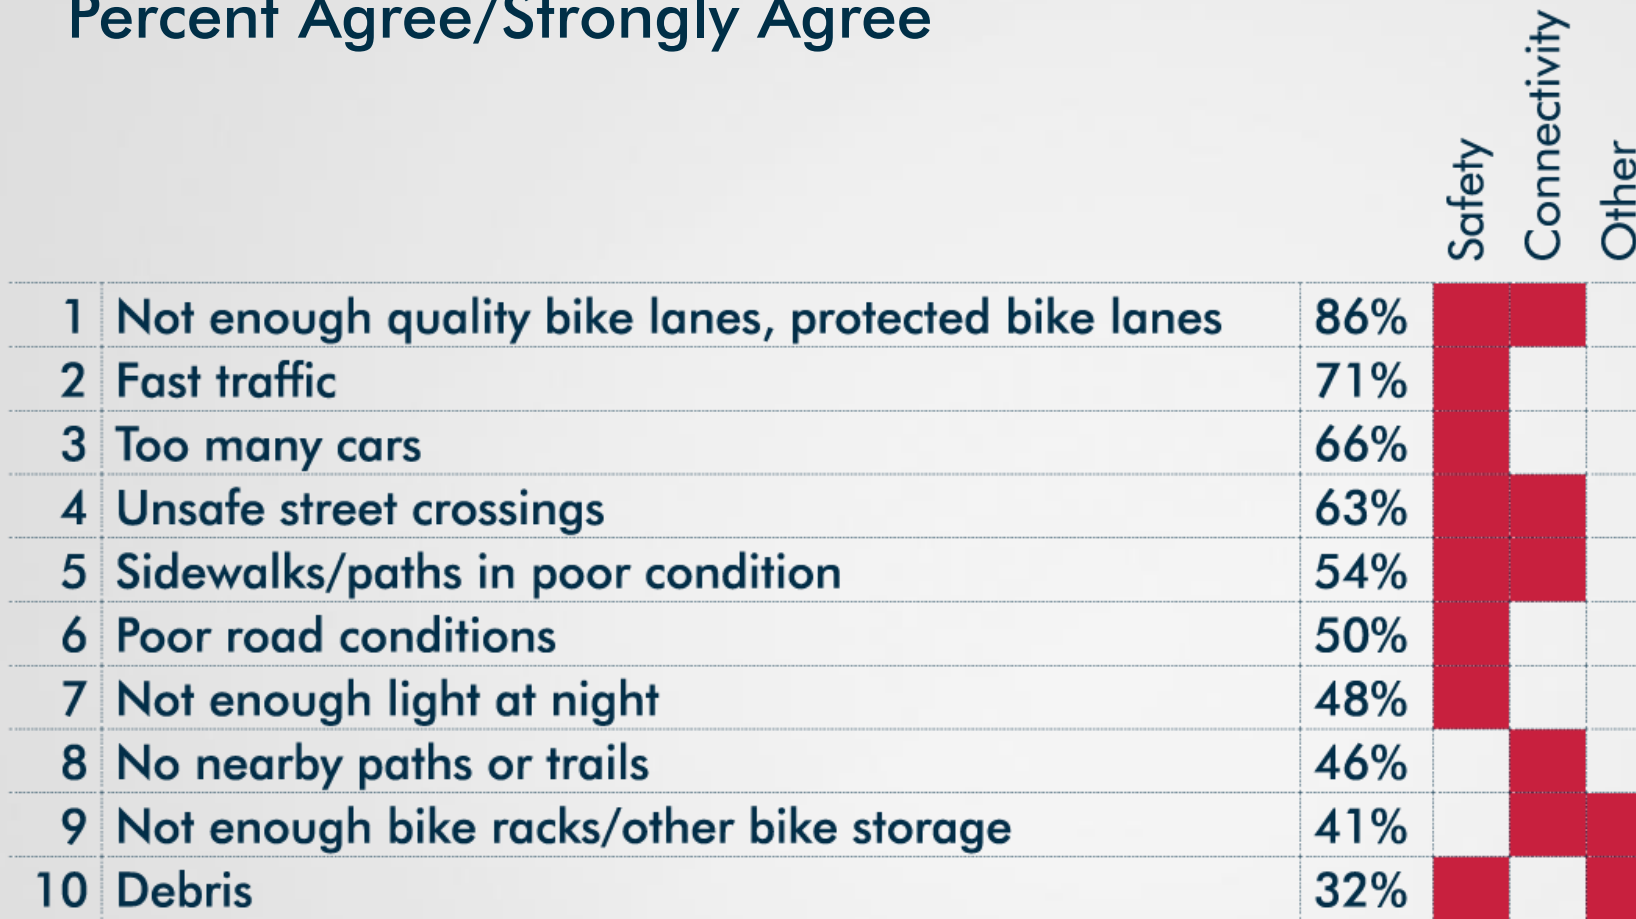 Percent Agree/Strongly Agree
Safety
Connectivity
Other
1 Not enough quality bike lanes, protected bike lanes 86%
2 Fast traffic 71%
3 Too many cars 66%
4 Unsafe street crossings 63%
5 Sidewalks/paths in poor condition 54%
6 Poor road conditions 50%
7 Not enough light at night 48%
8 No nearby paths or trails 46%
9 Not enough bike racks/other bike storage 41%
10 Debris 32%